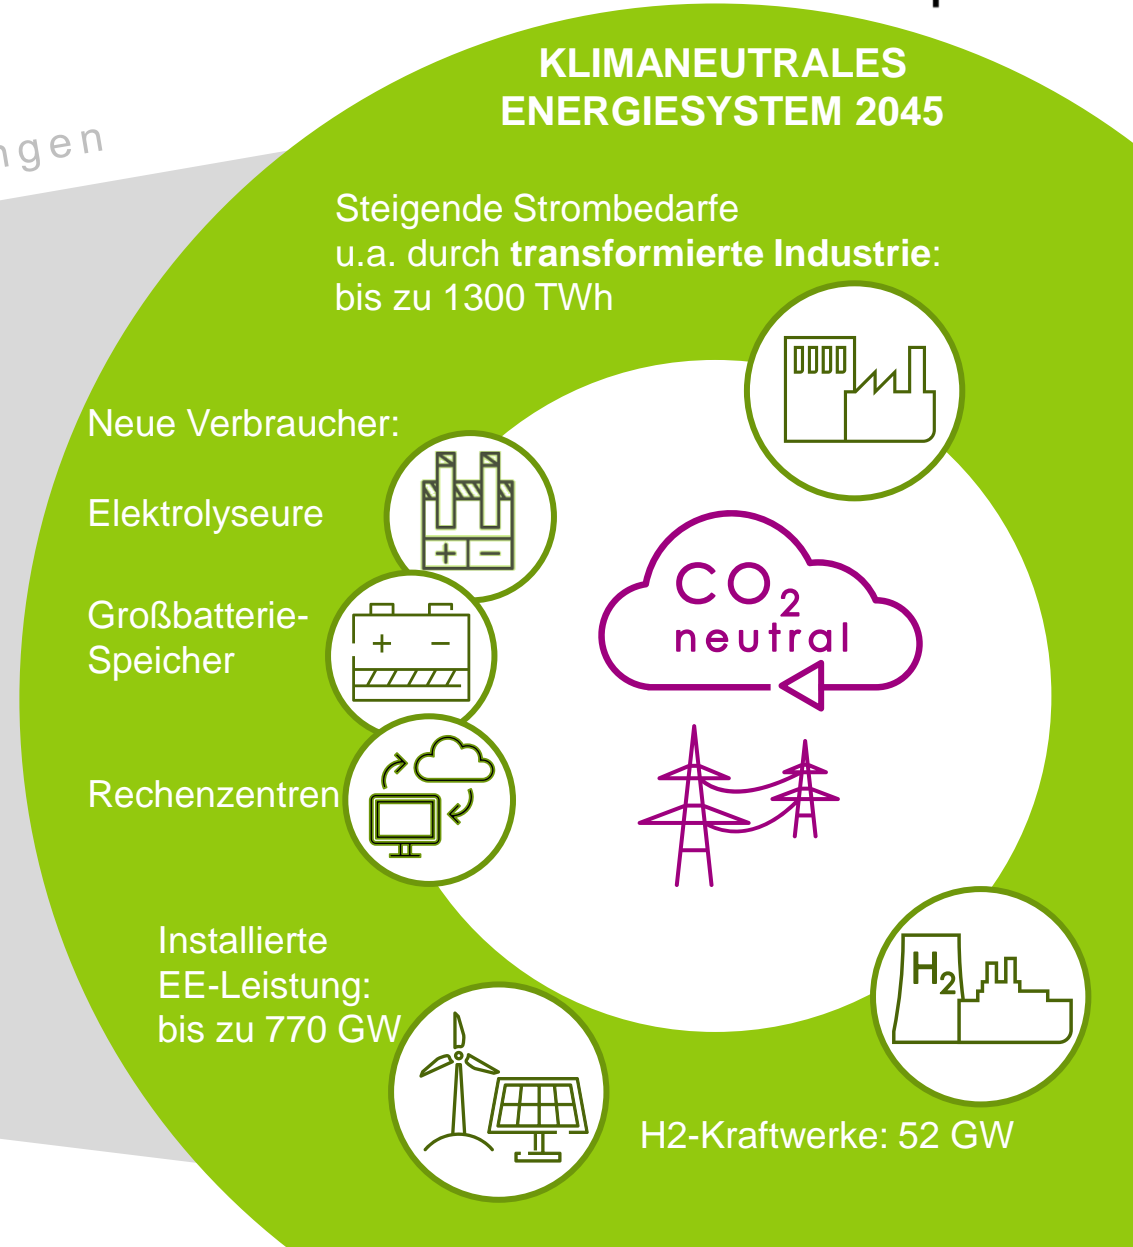 KLIMANEUTRALES
ENERGIESYSTEM 2045
Steigende Strombedarfe
u.a. durch transformierte Industrie:
bis zu 1300 TWh
Neue Verbraucher:
Elektrolyseure
+ −
Großbatterie-
Speicher
+ −
CO2
neutral
Rechenzentren
Installierte
EE-Leistung:
bis zu 770 GW
H2
H2-Kraftwerke: 52 GW